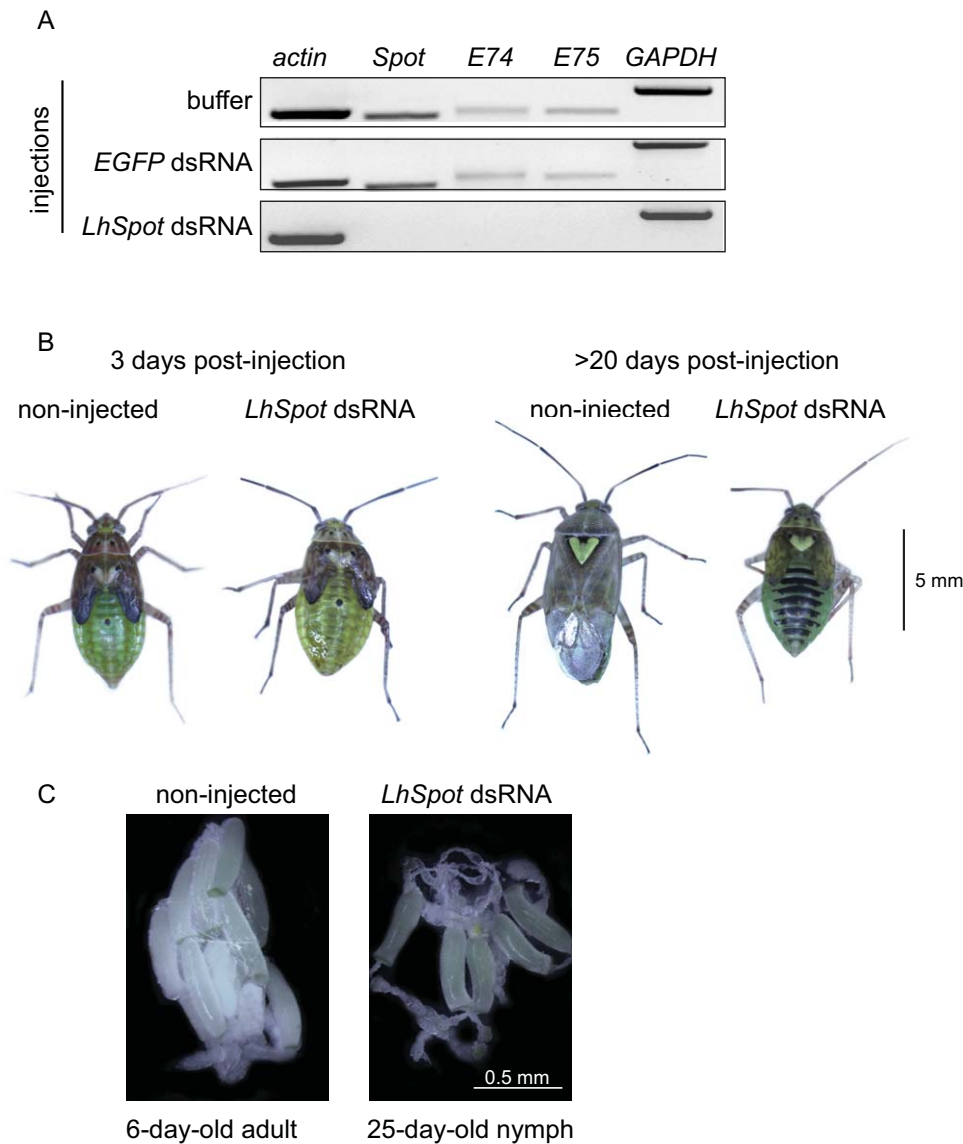 A
actin Spot E74 E75 GAPDH
injections
buffer
EGFP dsRNA
LhSpot dsRNA
B
3 days post-injection >20 days post-injection
non-injected LhSpot dsRNA non-injected LhSpot dsRNA
5 mm
C
non-injected LhSpot dsRNA
0.5 mm
6-day-old adult 25-day-old nymph